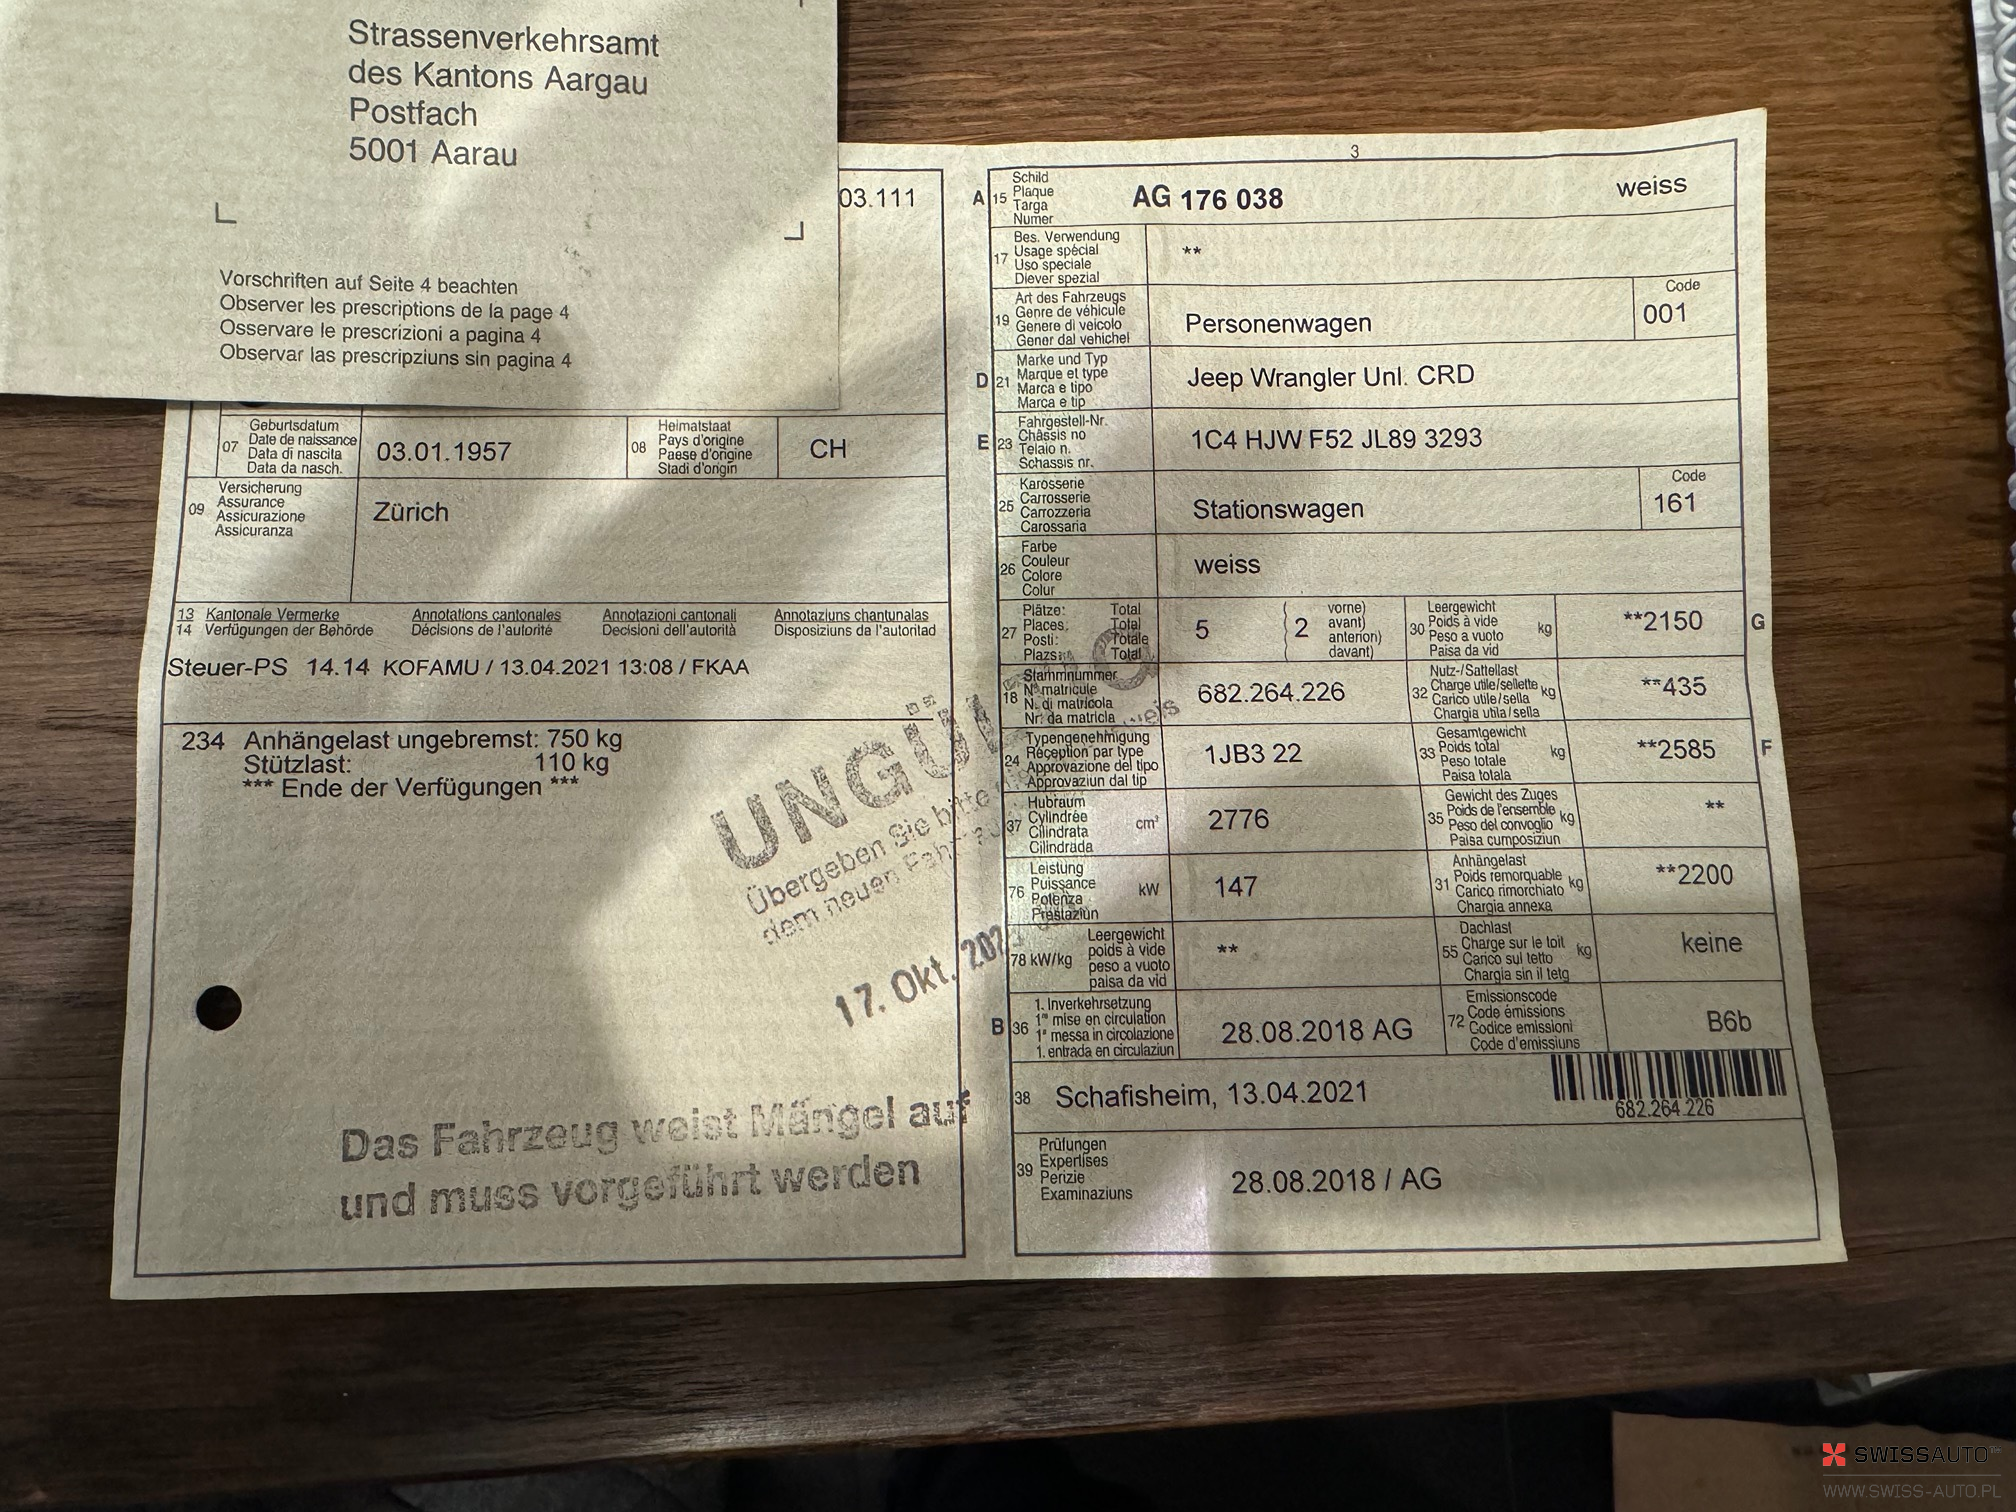 Strassenverkehrsamt
des Kantons Aargau
Postfach
5001 Aarau
Vorschriften auf Seite 4 beachten
Observer les prescriptions de la page 4
Osservare le prescrizioni a pagina 4
Observar las prescripziuns sin pagina 4
03.111
07 Geburtsdatum
Date de naissance
Data di nascita
Data da nasch.
03.01.1957
08 Heimatstaat
Pays d'origine
Paese d'origine
Stadi d'origin
CH
09 Versicherung
Assurance
Assicurazione
Assicuranza
Zürich
13 Kantonale Vermerke Annotations cantonales Annotazioni cantonali Annotaziuns chantunalas
14 Verfügungen der Behörde Décisions de l'autorité Decisioni dell'autorità Disposiziuns da l'autoritad
Steuer-PS 14.14 KOFAMU / 13.04.2021 13:08 / FKAA
234 Anhängelast ungebremst: 750 kg
Stützlast: 110 kg
*** Ende der Verfügungen ***
UNGÜL
Übergeben Sie bitte
dem neuen
17. Okt. 202
Das Fahrzeug weist Mängel auf
und muss vorgeführt werden
3
A 15 Schild
Plaque
Targa
Numer
AG 176 038 weiss
17 Bes. Verwendung
Usage spécial
Uso speciale
Diever spezial
**
19 Art des Fahrzeugs
Genre de véhicule
Genere di veicolo
Gener dal vehichel
Personenwagen
Code
001
D 21 Marke und Typ
Marque et type
Marca e tipo
Marca e tip
Jeep Wrangler Unl. CRD
E 23 Fahrgestell-Nr.
Châssis no
Telaio n.
Schassis nr.
1C4 HJW F52 JL89 3293
25 Karosserie
Carrosserie
Carrozzeria
Carossaria
Stationswagen
Code
161
26 Farbe
Couleur
Colore
Colur
weiss
27 Plätze: Total
Places: Total
Posti: Totale
Plazs: Total
5 ( 2 vorne)
avant)
anterion)
davant)
30 Leergewicht
Poids à vide
Peso a vuoto
Paisa da vid
kg
**2150 G
18 Stammnummer
N° matricule
N. di matricola
Nr. da matricla
682.264.226
32 Nutz-/Sattellast
Charge utile/sellette kg
Carico utile/sella
Chargia utila/sella
**435
24 Typengenehmigung
Réception par type
Approvazione del tipo
Approvaziun dal tip
1JB3 22
33 Gesamtgewicht
Poids total kg
Peso totale
Paisa totala
**2585 F
37 Hubraum
Cylindrée
Cilindrata
Cilindrada
cm³
2776
35 Gewicht des Zuges
Poids de l'ensemble kg
Peso del convoglio
Paisa cumposiziun
**
76 Leistung
Puissance
Potenza
Prestaziun
kW
147
31 Anhängelast
Poids remorquable
Carico rimorchiato kg
Chargia annexa
**2200
78 kW/kg Leergewicht
poids à vide
peso a vuoto
paisa da vid
**
55 Dachlast
Charge sur le toit kg
Carico sul tetto
Chargia sin il tetg
keine
B 36 1. Inverkehrsetzung
1re mise en circulation
1a messa in circolazione
1. entrada en circulaziun
28.08.2018 AG
72 Emissionscode
Code émissions
Codice emissioni
Code d'emissiuns
B6b
38 Schafisheim, 13.04.2021
682.264.226
39 Prüfungen
Expertises
Perizie
Examinaziuns
28.08.2018 / AG
SWISSAUTO
WWW.SWISS-AUTO.PL